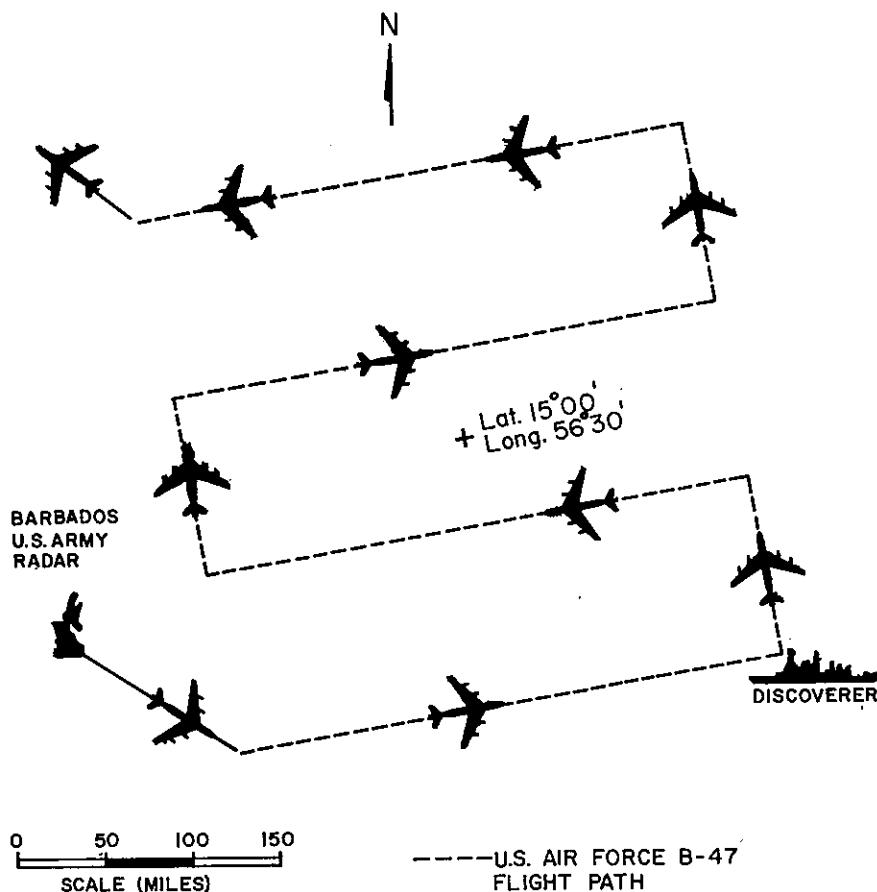 N
Lat. 15°00'
Long. 56°30'
BARBADOS
U.S. ARMY
RADAR
DISCOVERER
0 50 100 150
SCALE (MILES)
----U.S. AIR FORCE B-47
FLIGHT PATH